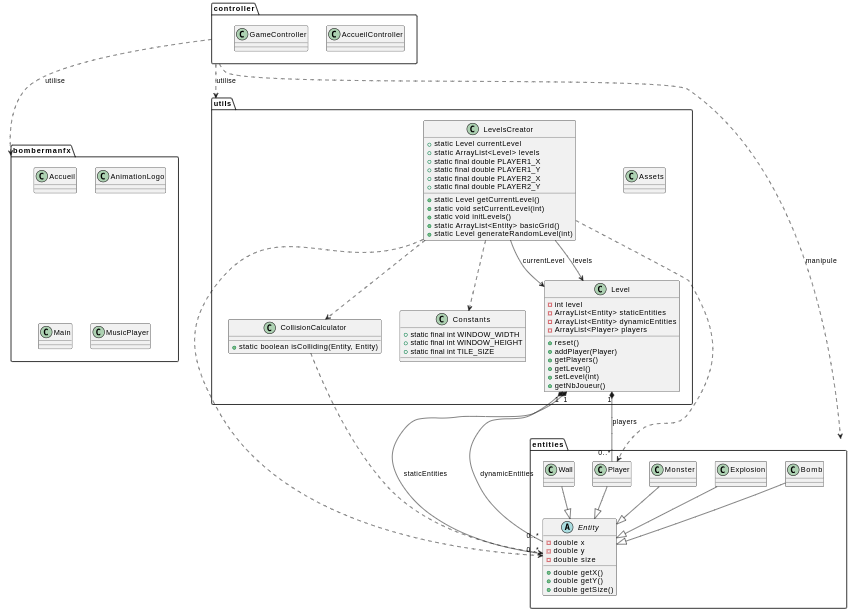 controller
GameController
AccueilController
utilise
utilise
utils
LevelsCreator
static Level currentLevel
static ArrayList<Level> levels
static final double PLAYER1_X
static final double PLAYER1_Y
static final double PLAYER2_X
static final double PLAYER2_Y
static Level getCurrentLevel()
static void setCurrentLevel(int)
static void initLevels()
static ArrayList<Entity> basicGrid()
static Level generateRandomLevel(int)
Assets
bombermanfx
Accueil
AnimationLogo
Main
MusicPlayer
currentLevel
levels
manipule
CollisionCalculator
static boolean isColliding(Entity, Entity)
Constants
static final int WINDOW_WIDTH
static final int WINDOW_HEIGHT
static final int TILE_SIZE
Level
int level
ArrayList<Entity> staticEntities
ArrayList<Entity> dynamicEntities
ArrayList<Player> players
reset()
addPlayer(Player)
getPlayers()
getLevel()
setLevel(int)
getNbJoueur()
1
1
1
players
0..*
staticEntities
dynamicEntities
entities
Wall
Player
Monster
Explosion
Bomb
0..*
0..*
Entity
double x
double y
double size
double getX()
double getY()
double getSize()